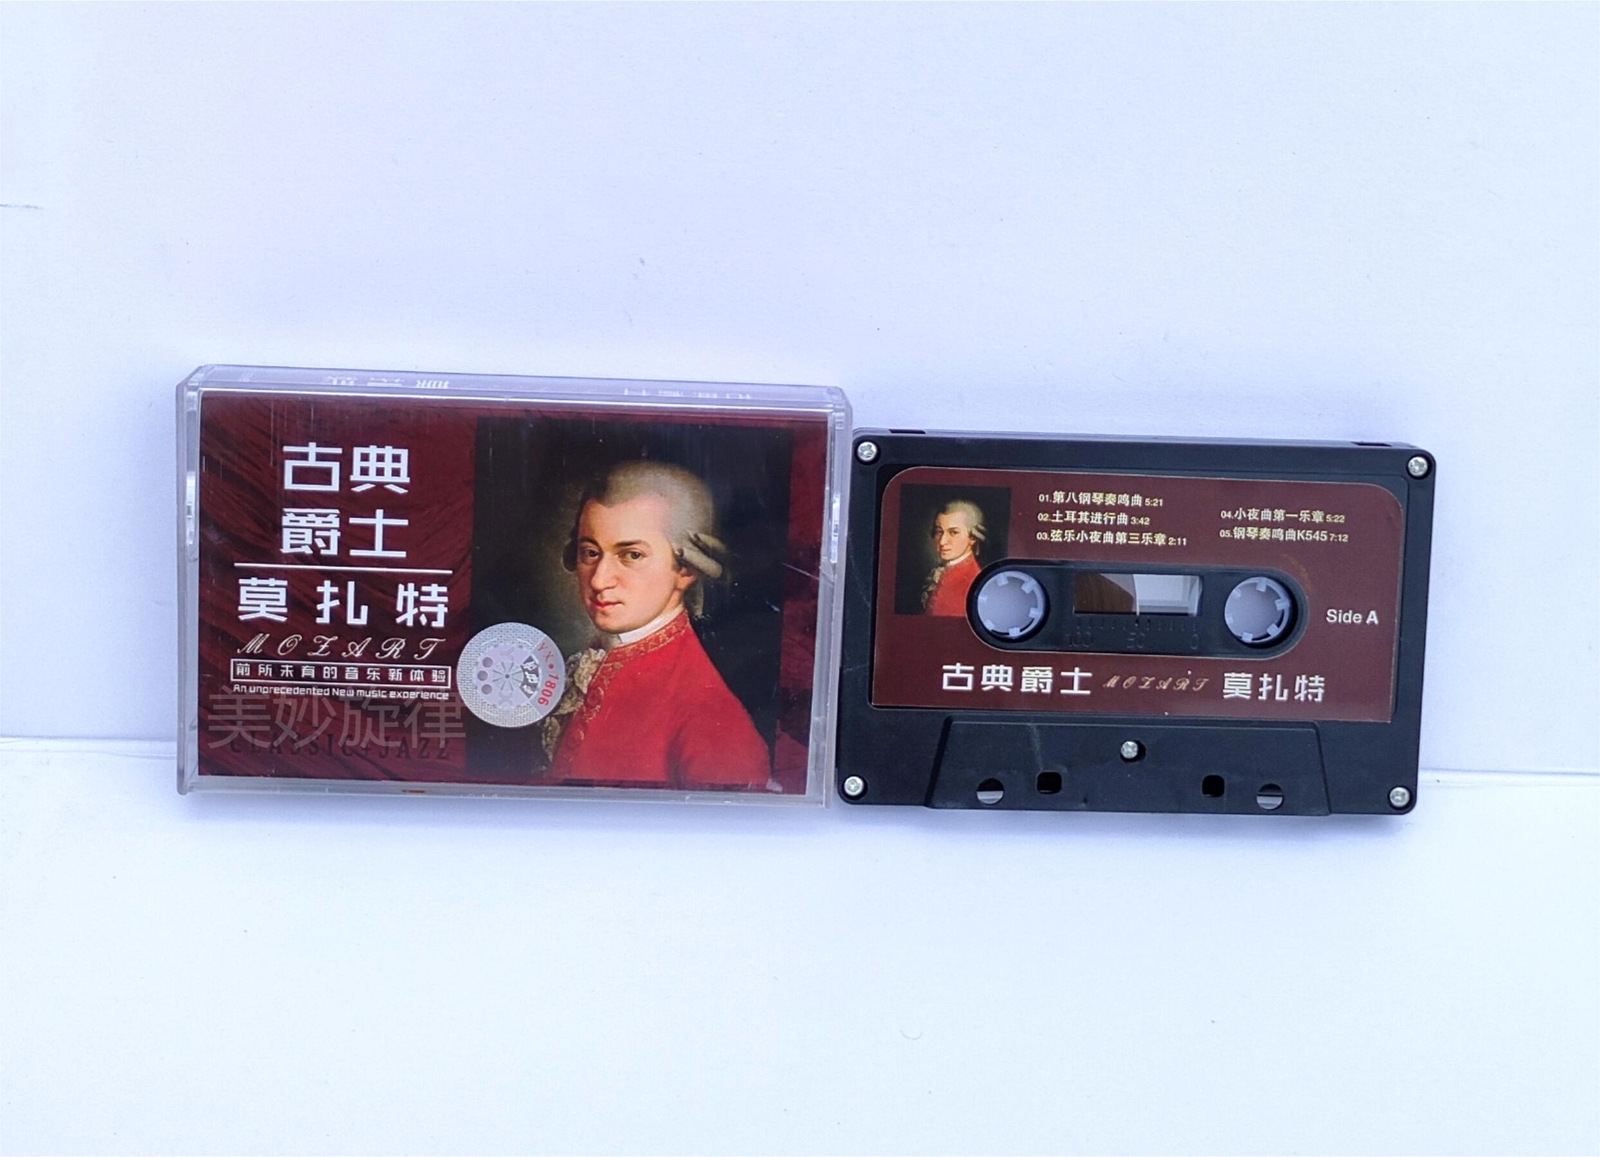 古典
爵士
莫扎特
MOZART
前所未有的音乐新体验
An unprecedented New music experience
美妙旋律
CLASSIC+JAZZ
YX·1806
01.第八钢琴奏鸣曲 5:21
02.土耳其进行曲 3:42
03.弦乐小夜曲第三乐章 2:11
04.小夜曲第一乐章 5:22
05.钢琴奏鸣曲K545 7:12
Side A
100 50 0
古典爵士 MOZART 莫扎特